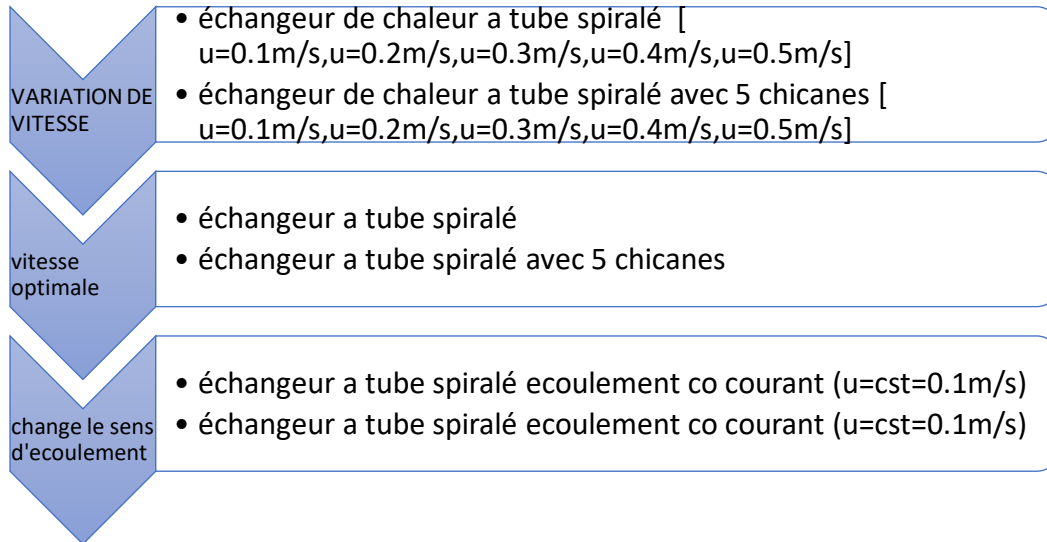 VARIATION DE
VITESSE
• échangeur de chaleur a tube spiralé [
u=0.1m/s,u=0.2m/s,u=0.3m/s,u=0.4m/s,u=0.5m/s]
• échangeur de chaleur a tube spiralé avec 5 chicanes [
u=0.1m/s,u=0.2m/s,u=0.3m/s,u=0.4m/s,u=0.5m/s]
vitesse
optimale
• échangeur a tube spiralé
• échangeur a tube spiralé avec 5 chicanes
change le sens
d'ecoulement
• échangeur a tube spiralé ecoulement co courant (u=cst=0.1m/s)
• échangeur a tube spiralé ecoulement co courant (u=cst=0.1m/s)